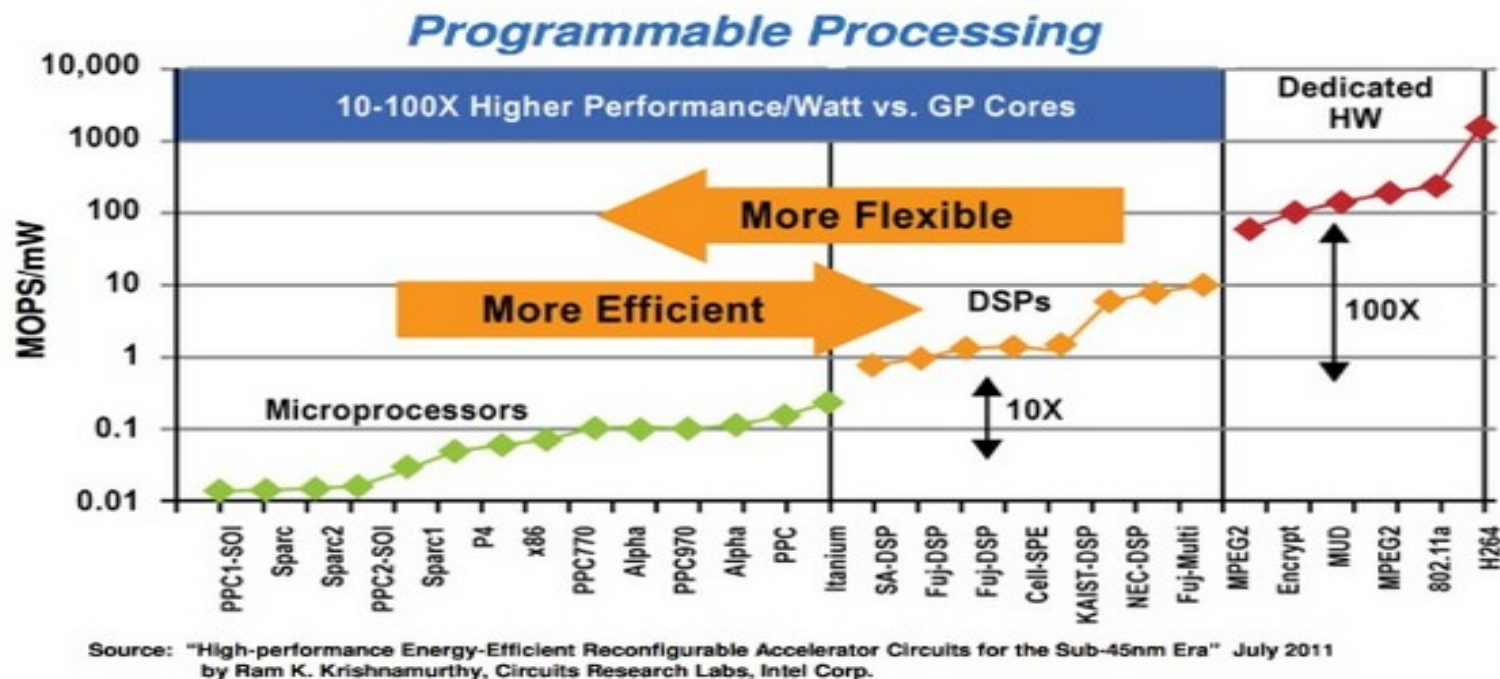 Programmable Processing
10,000
1000
100
10
1
0.1
0.01
MOPS/mW
10-100X Higher Performance/Watt vs. GP Cores
Dedicated
HW
More Flexible
More Efficient
DSPs
100X
Microprocessors
10X
PPC1-SOI
Sparc
Sparc2
PPC2-SOI
Sparc1
P4
x86
PPC770
Alpha
PPC970
Alpha
PPC
Itanium
SA-DSP
Fuj-DSP
Fuj-DSP
Cell-SPE
KAIST-DSP
NEC-DSP
Fuj-Multi
MPEG2
Encrypt
MUD
MPEG2
802.11a
H264
Source: "High-performance Energy-Efficient Reconfigurable Accelerator Circuits for the Sub-45nm Era" July 2011
by Ram K. Krishnamurthy, Circuits Research Labs, Intel Corp.